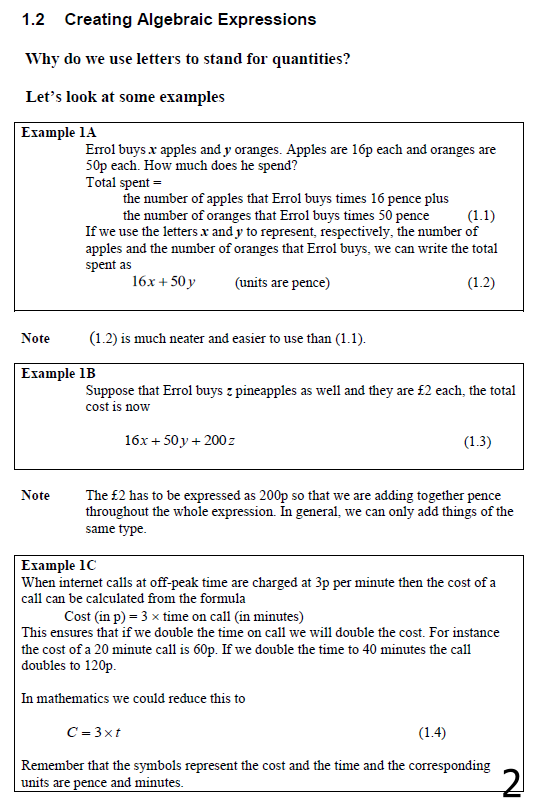 1.2 Creating Algebraic Expressions
Why do we use letters to stand for quantities?
Let's look at some examples
Example 1A
Errol buys x apples and y oranges. Apples are 16p each and oranges are
50p each. How much does he spend?
Total spent =
the number of apples that Errol buys times 16 pence plus
the number of oranges that Errol buys times 50 pence (1.1)
If we use the letters x and y to represent, respectively, the number of
apples and the number of oranges that Errol buys, we can write the total
spent as
16x + 50y (units are pence) (1.2)
Note (1.2) is much neater and easier to use than (1.1).
Example 1B
Suppose that Errol buys z pineapples as well and they are £2 each, the total
cost is now
16x + 50y + 200z (1.3)
Note The £2 has to be expressed as 200p so that we are adding together pence
throughout the whole expression. In general, we can only add things of the
same type.
Example 1C
When internet calls at off-peak time are charged at 3p per minute then the cost of a
call can be calculated from the formula
Cost (in p) = 3 × time on call (in minutes)
This ensures that if we double the time on call we will double the cost. For instance
the cost of a 20 minute call is 60p. If we double the time to 40 minutes the call
doubles to 120p.
In mathematics we could reduce this to
C = 3 × t (1.4)
Remember that the symbols represent the cost and the time and the corresponding
units are pence and minutes.
2